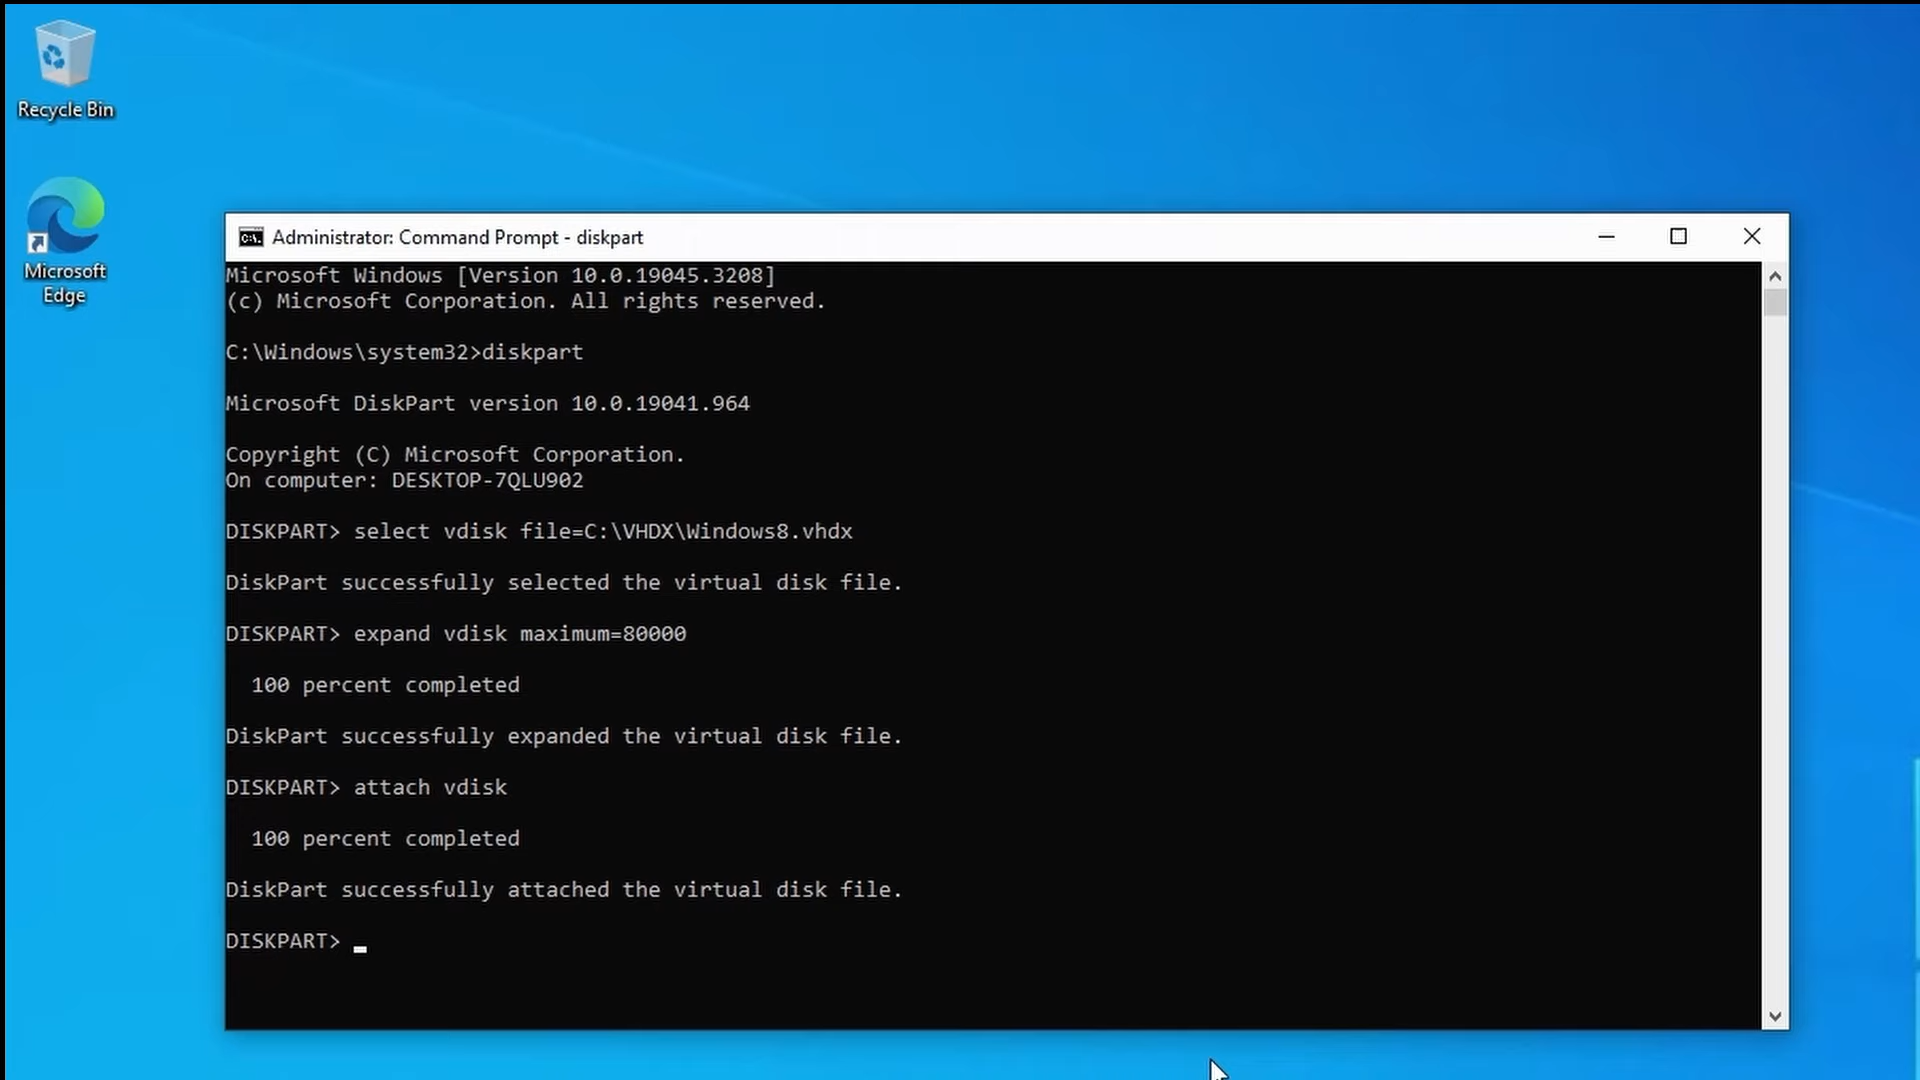 Recycle Bin
Microsoft
Edge
Administrator: Command Prompt - diskpart
Microsoft Windows [Version 10.0.19045.3208]
(c) Microsoft Corporation. All rights reserved.
C:\Windows\system32>diskpart
Microsoft DiskPart version 10.0.19041.964
Copyright (C) Microsoft Corporation.
On computer: DESKTOP-7QLU902
DISKPART> select vdisk file=C:\VHDX\Windows8.vhdx
DiskPart successfully selected the virtual disk file.
DISKPART> expand vdisk maximum=80000
100 percent completed
DiskPart successfully expanded the virtual disk file.
DISKPART> attach vdisk
100 percent completed
DiskPart successfully attached the virtual disk file.
DISKPART>